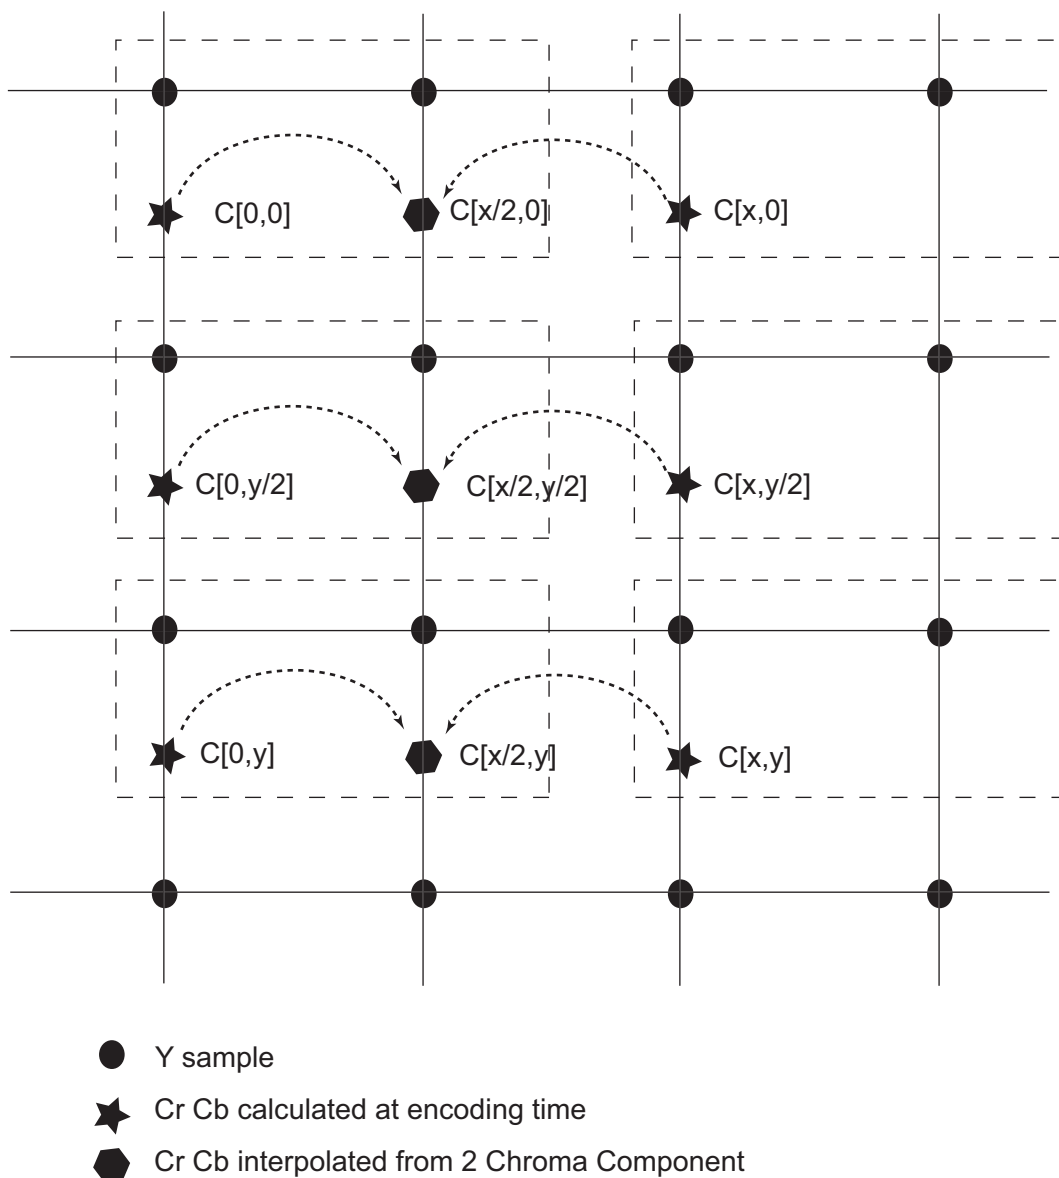 C[0,0] C[x/2,0] C[x,0]
C[0,y/2] C[x/2,y/2] C[x,y/2]
C[0,y] C[x/2,y] C[x,y]
Y sample
Cr Cb calculated at encoding time
Cr Cb interpolated from 2 Chroma Component